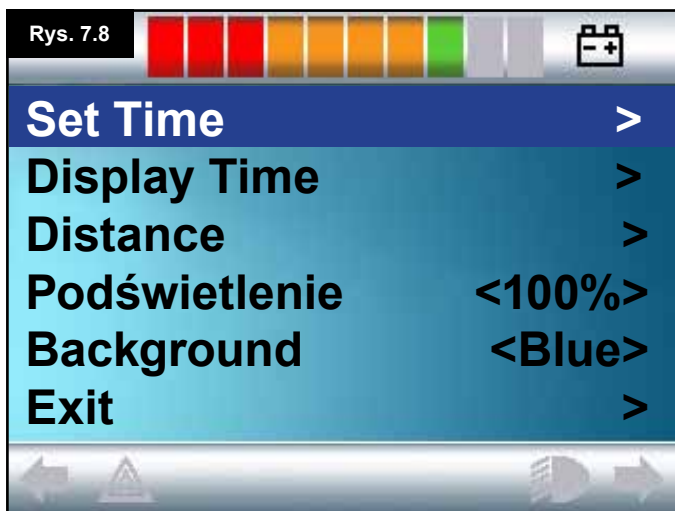 Rys. 7.8
Set Time >
Display Time >
Distance >
Podświetlenie <100%>
Background <Blue>
Exit >